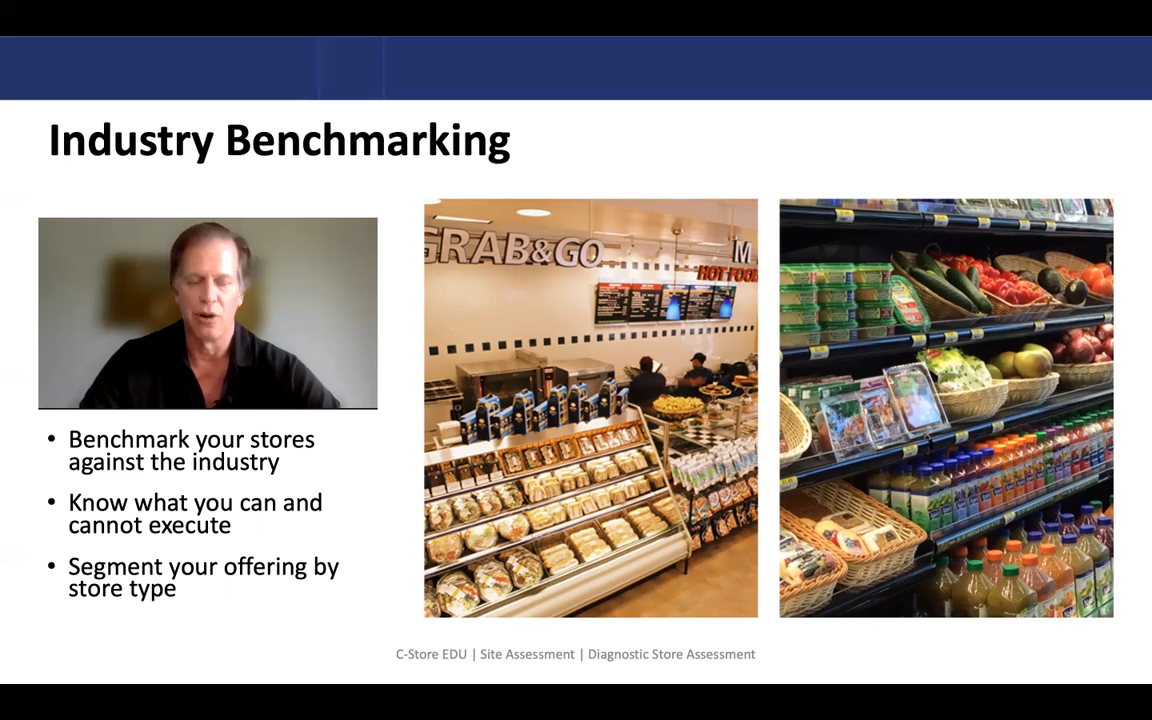 Industry Benchmarking
• Benchmark your stores
against the industry
• Know what you can and
cannot execute
• Segment your offering by
store type
GRAB&GO
M
HOT FOOD
C-Store EDU | Site Assessment | Diagnostic Store Assessment